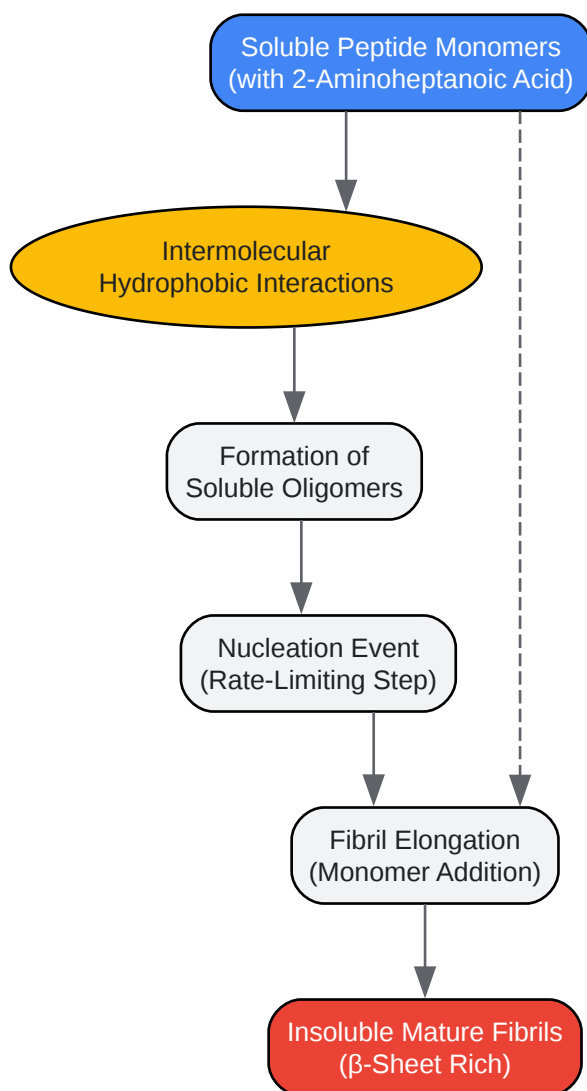 Soluble Peptide Monomers
(with 2-Aminoheptanoic Acid)
Intermolecular
Hydrophobic Interactions
Formation of
Soluble Oligomers
Nucleation Event
(Rate-Limiting Step)
Fibril Elongation
(Monomer Addition)
Insoluble Mature Fibrils
(β-Sheet Rich)